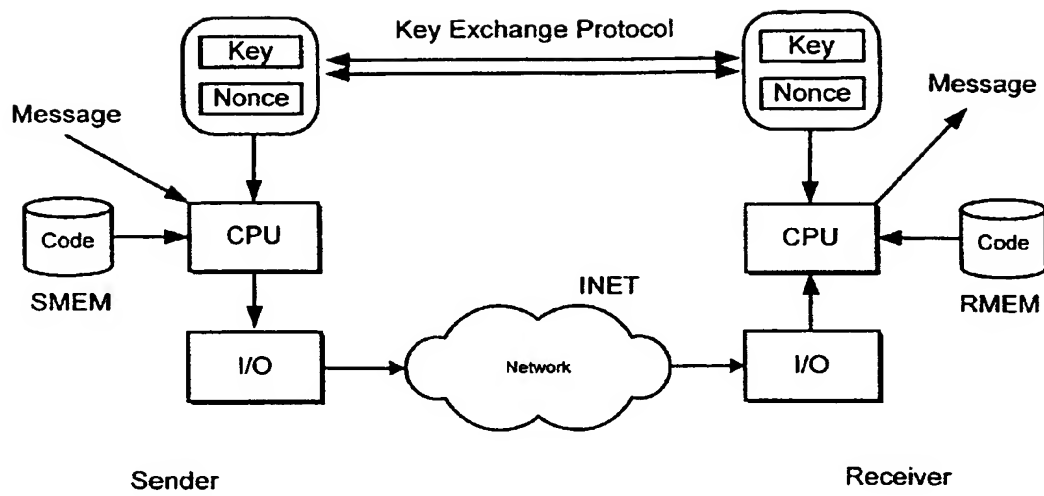 Key Exchange Protocol
Key
Nonce
Key
Nonce
Message
Message
Code
CPU
CPU
Code
SMEM
INET
RMEM
I/O
Network
I/O
Sender
Receiver